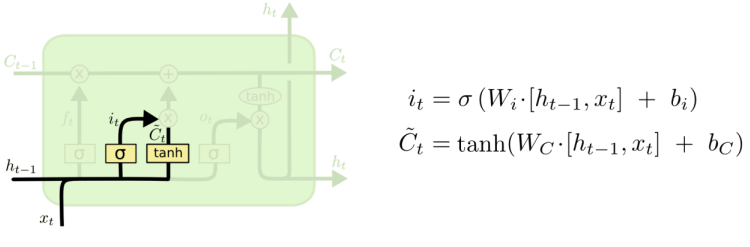 h_t
C_{t-1}
C_t
tanh
f_t
i_t
C̃_t
o_t
σ
σ
tanh
σ
h_{t-1}
h_t
x_t
i_t = σ (W_i·[h_{t-1}, x_t] + b_i)
C̃_t = tanh(W_C·[h_{t-1}, x_t] + b_C)